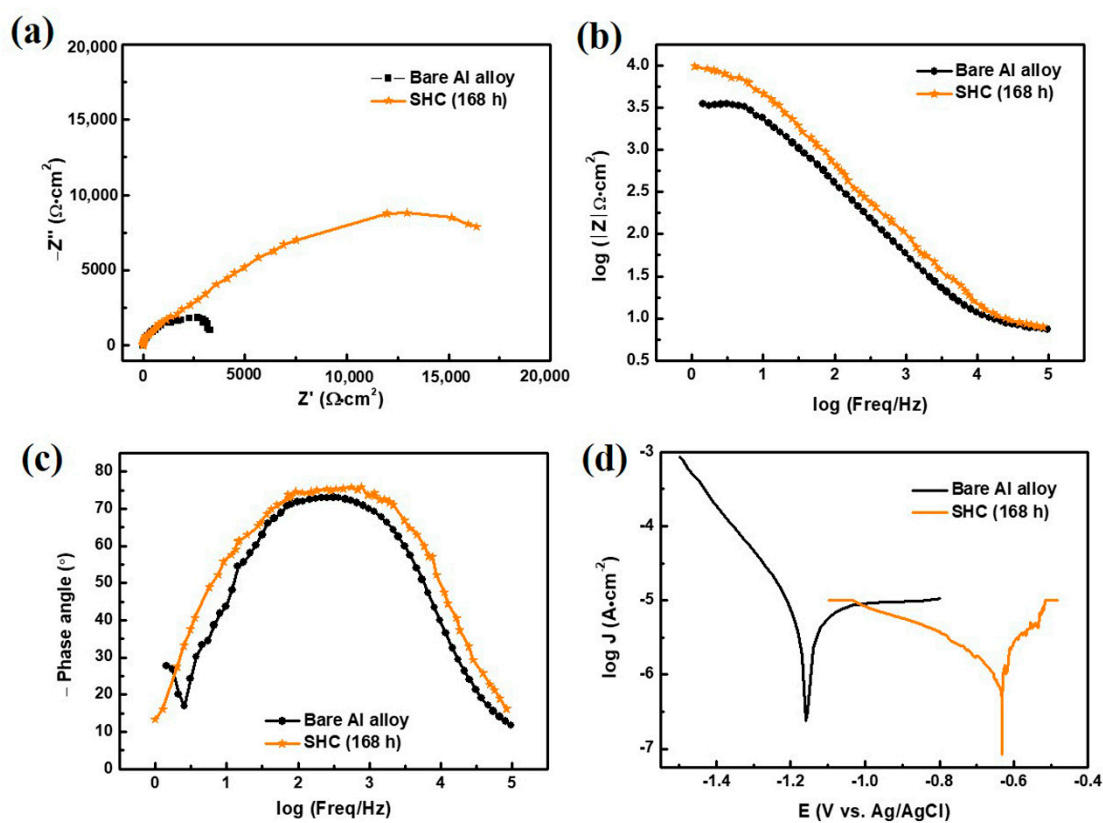 (a)
20,000
15,000
10,000
5000
0
−Z'' (Ω•cm²)
Bare Al alloy
SHC (168 h)
0 5000 10,000 15,000 20,000
Z' (Ω•cm²)
(b)
4.0
3.5
3.0
2.5
2.0
1.5
1.0
0.5
log (|Z|Ω•cm²)
Bare Al alloy
SHC (168 h)
0 1 2 3 4 5
log (Freq/Hz)
(c)
80
70
60
50
40
30
20
10
0
− Phase angle (°)
Bare Al alloy
SHC (168 h)
0 1 2 3 4 5
log (Freq/Hz)
(d)
-3
-4
-5
-6
-7
log J (A•cm⁻²)
Bare Al alloy
SHC (168 h)
-1.4 -1.2 -1.0 -0.8 -0.6 -0.4
E (V vs. Ag/AgCl)